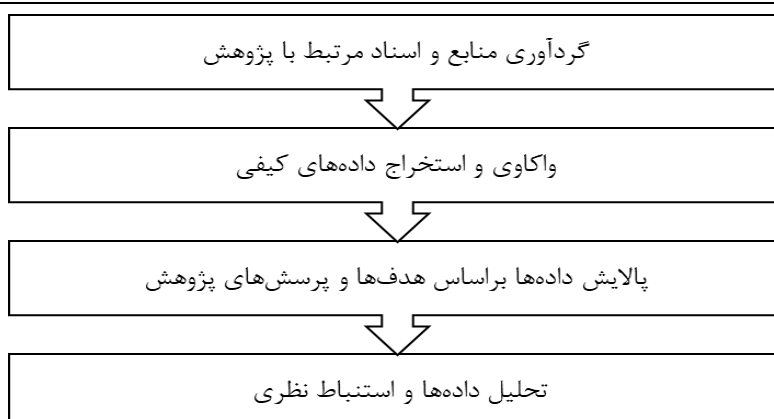 گردآوری منابع و اسناد مرتبط با پژوهش
واکاوی و استخراج داده‌های کیفی
پالایش داده‌ها براساس هدف‌ها و پرسش‌های پژوهش
تحلیل داده‌ها و استنباط نظری